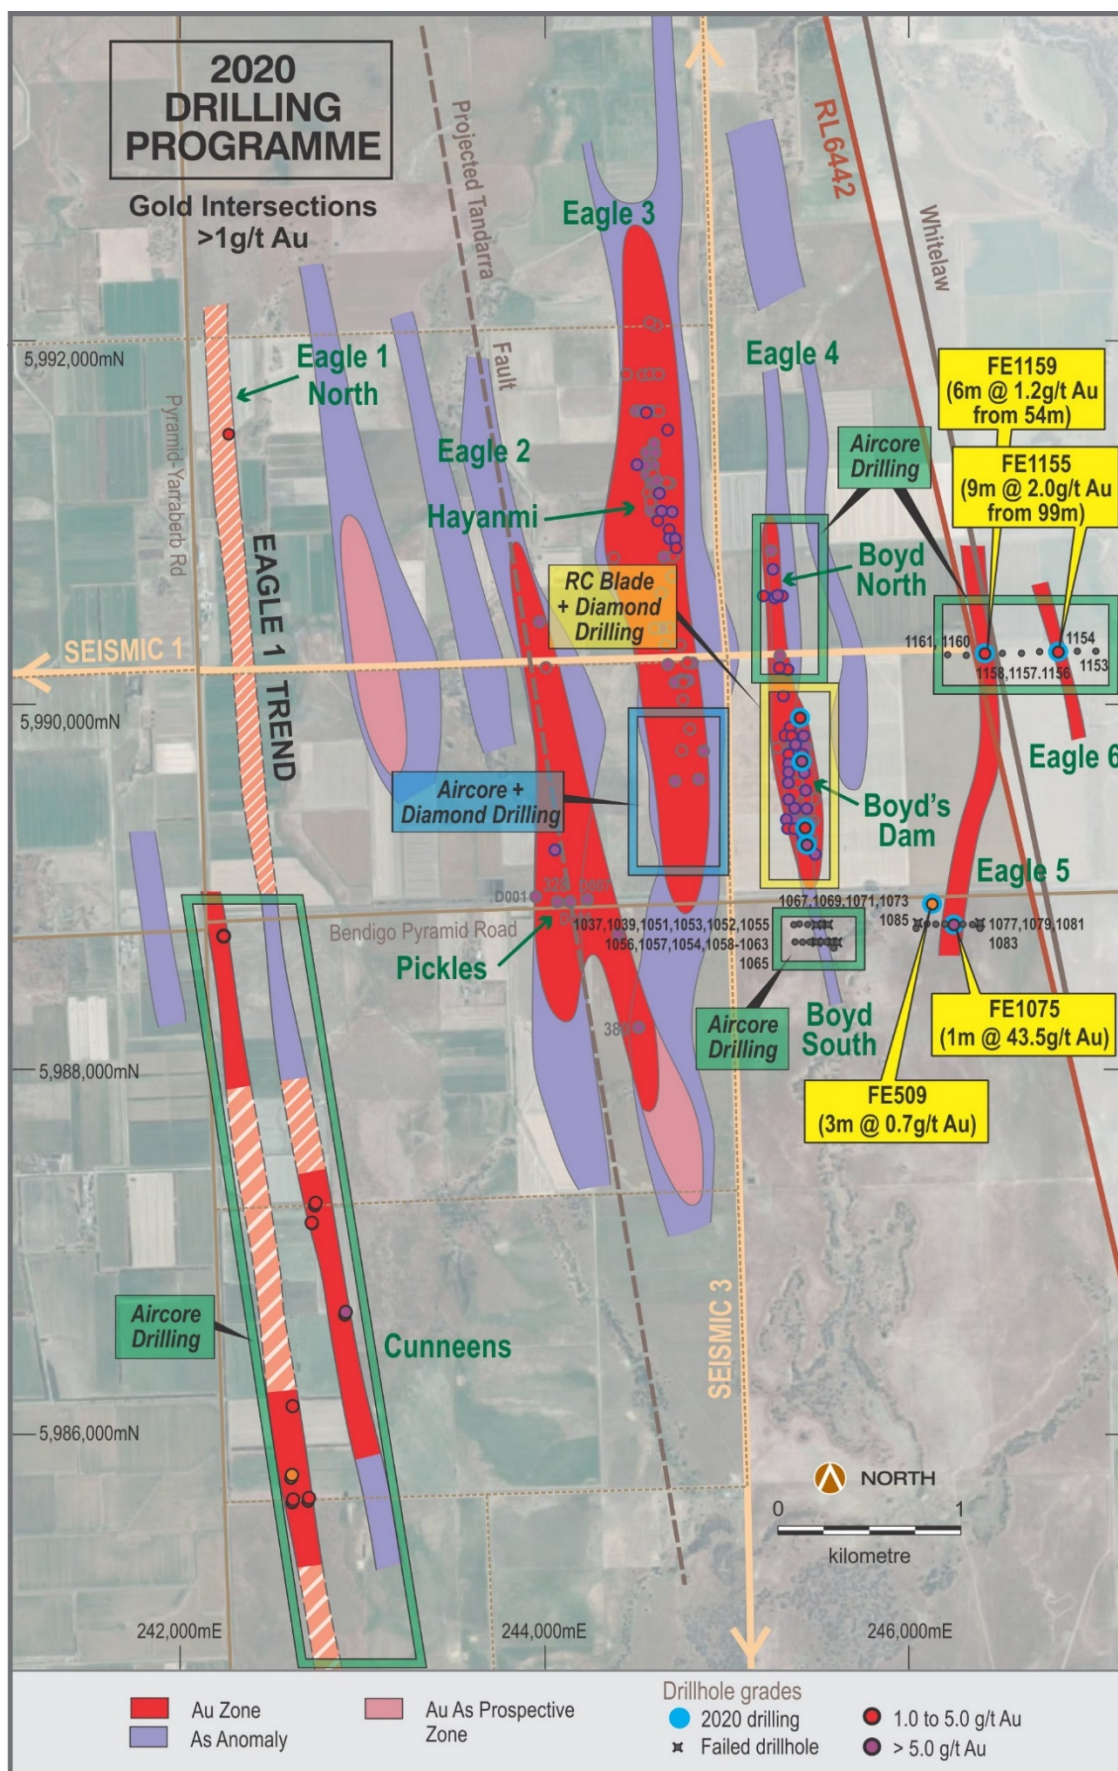 2020
DRILLING
PROGRAMME
Gold Intersections
>1g/t Au
Projected Tandarra
Fault
RL6442
Whitelaw
Eagle 3
5,992,000mN
Eagle 1
North
Pyramid-Yarraberb Rd
Eagle 2
Hayanmi
Eagle 4
Aircore
Drilling
FE1159
(6m @ 1.2g/t Au
from 54m)
FE1155
(9m @ 2.0g/t Au
from 99m)
RC Blade
+ Diamond
Drilling
Boyd
North
EAGLE 1 TREND
SEISMIC 1
1161, 1160
1158,1157.1156
1154
1153
5,990,000mN
Eagle 6
Aircore +
Diamond Drilling
Boyd's
Dam
Eagle 5
D001
328
D007
Bendigo Pyramid Road
Pickles
1067,1069,1071,1073
1037,1039,1051,1053,1052,1055
1056,1057,1054,1058-1063
1065
1085
1077,1079,1081
1083
380
Aircore
Drilling
Boyd
South
FE1075
(1m @ 43.5g/t Au)
FE509
(3m @ 0.7g/t Au)
5,988,000mN
SEISMIC 3
Aircore
Drilling
Cunneens
5,986,000mN
NORTH
0
1
kilometre
242,000mE
244,000mE
246,000mE
Au Zone
As Anomaly
Au As Prospective
Zone
Drillhole grades
2020 drilling
Failed drillhole
1.0 to 5.0 g/t Au
> 5.0 g/t Au